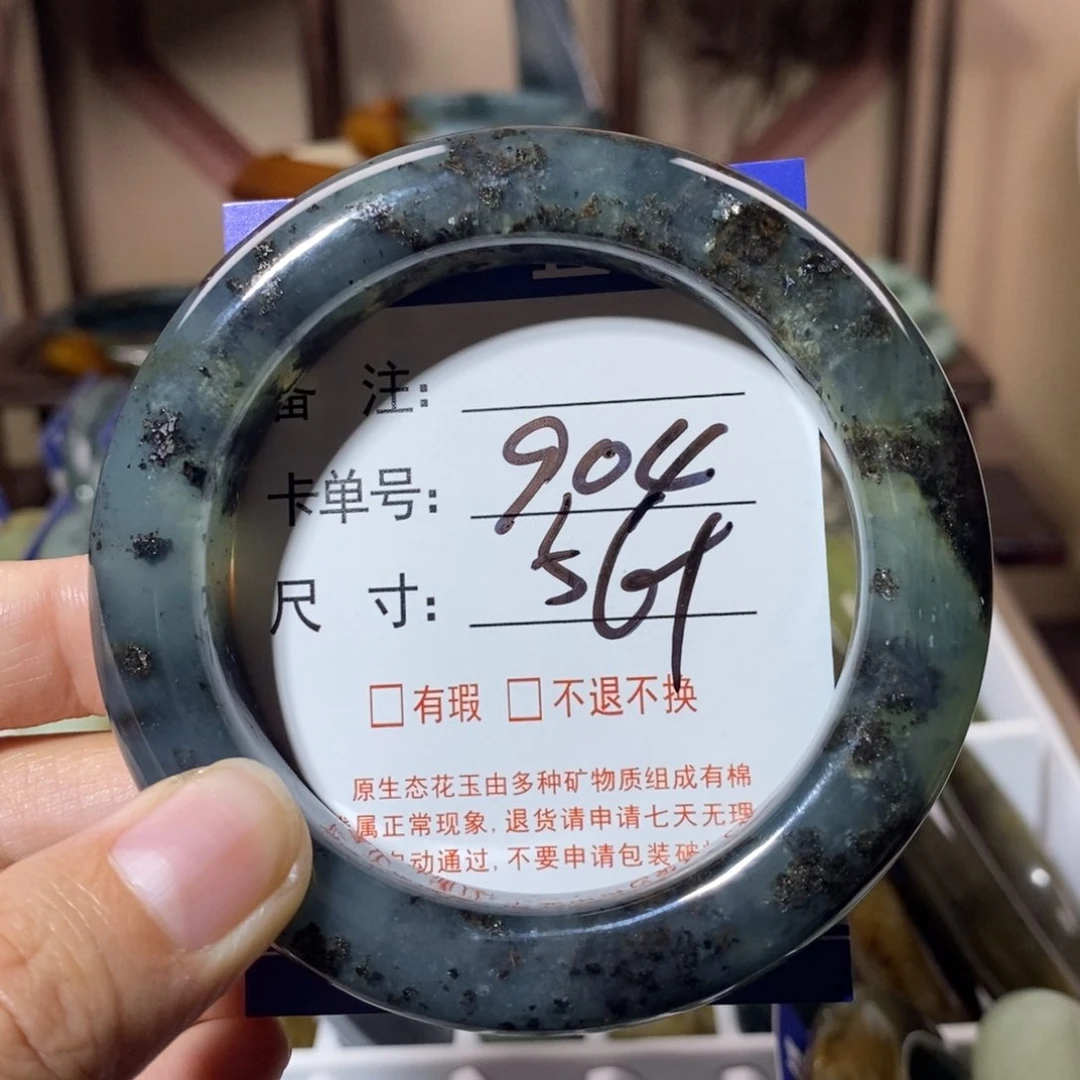 备 注:
卡单号: 904
尺 寸: 56
□有瑕 □不退不换
原生态花玉由多种矿物质组成有棉
属正常现象, 退货请申请七天无理
动通过, 不要申请包装破